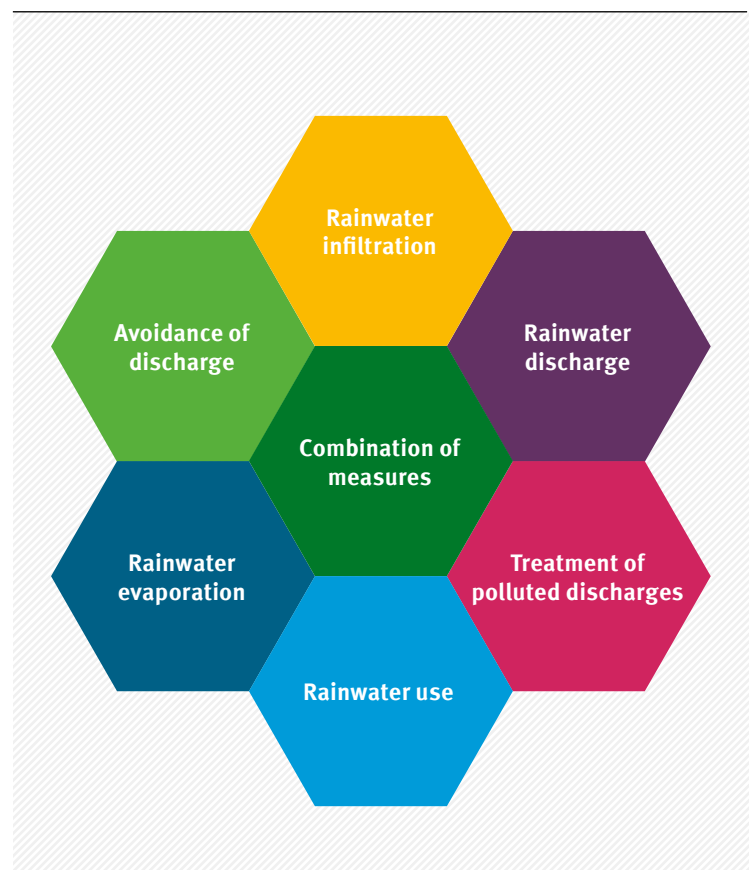 Rainwater
infiltration
Avoidance of
discharge
Rainwater
discharge
Combination of
measures
Rainwater
evaporation
Treatment of
polluted discharges
Rainwater use